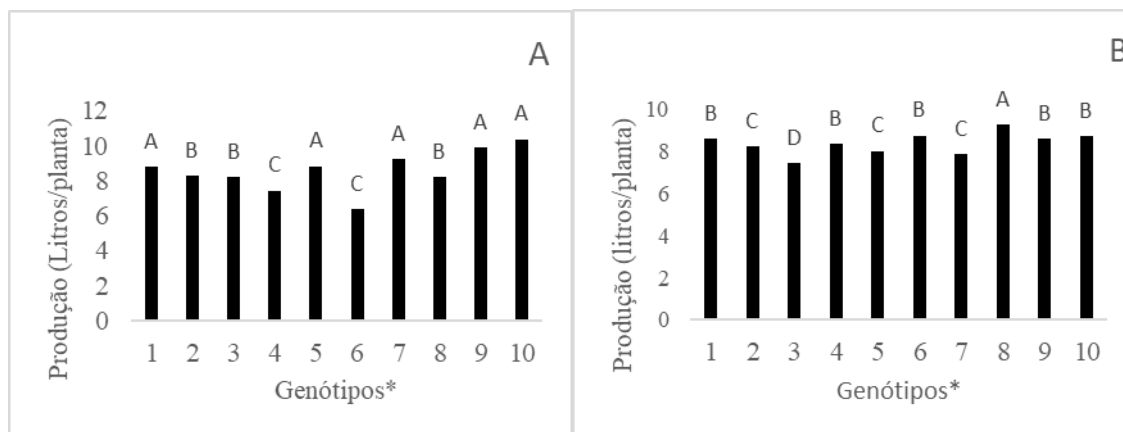 A
Produção (Litros/planta)
12
10
8
6
4
2
0
A B B C A C A B A A
1 2 3 4 5 6 7 8 9 10
Genótipos*
B
Produção (litros/planta)
10
8
6
4
2
0
B C D B C B C A B B
1 2 3 4 5 6 7 8 9 10
Genótipos*